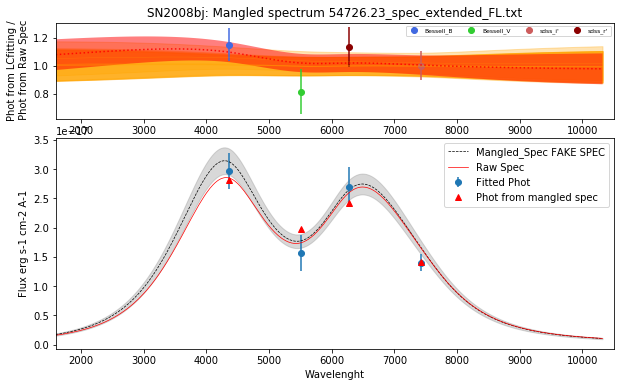 SN2008bj: Mangled spectrum 54726.23_spec_extended_FL.txt
Phot from LCfitting /
Phot from Raw Spec
1.2
1.0
0.8
Bessell_B
Bessell_V
sdss_i'
sdss_r'
2000 3000 4000 5000 6000 7000 8000 9000 10000
1e−17
Flux erg s-1 cm-2 A-1
3.5
3.0
2.5
2.0
1.5
1.0
0.5
0.0
Mangled_Spec FAKE SPEC
Raw Spec
Fitted Phot
Phot from mangled spec
2000 3000 4000 5000 6000 7000 8000 9000 10000
Wavelenght